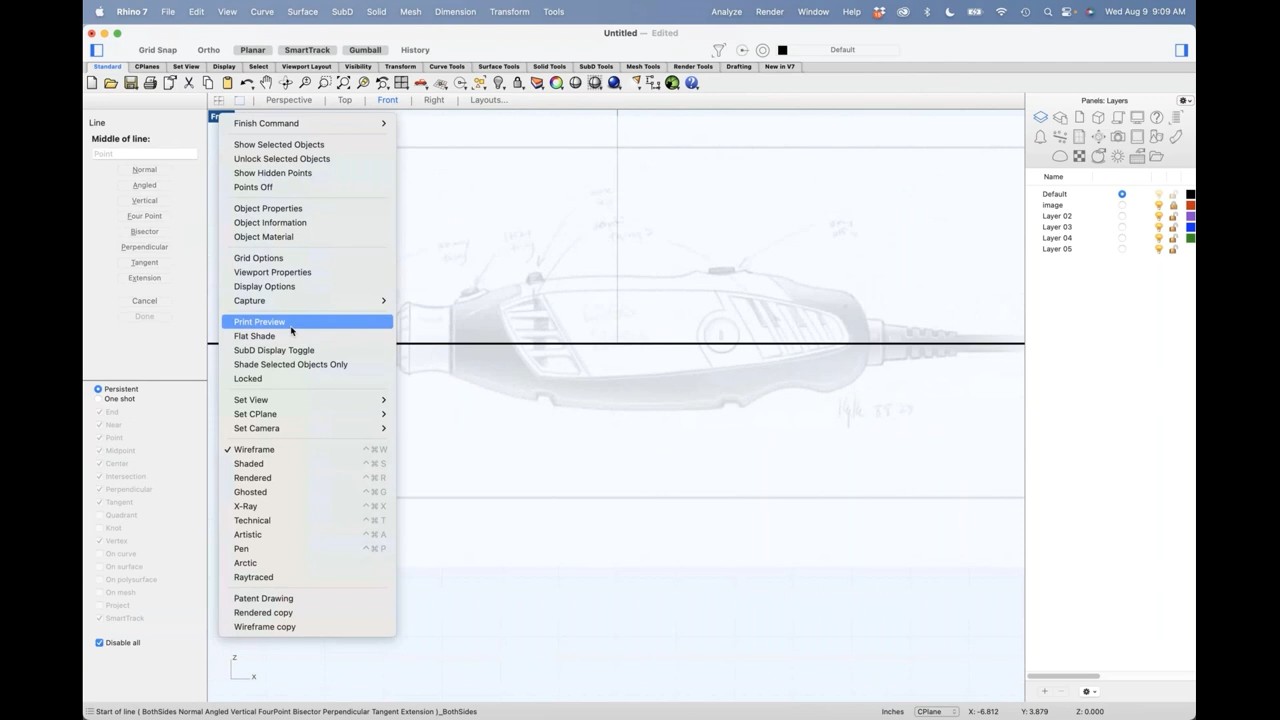 Rhino 7 File Edit View Curve Surface SubD Solid Mesh Dimension Transform Tools Analyze Render Window Help Wed Aug 9 9:09 AM
Untitled — Edited
Grid Snap Ortho Planar SmartTrack Gumball History Default
Standard CPlanes Set View Display Select Viewport Layout Visibility Transform Curve Tools Surface Tools Solid Tools SubD Tools Mesh Tools Render Tools Drafting New in V7
Perspective Top Front Right Layouts...
Panels: Layers
Line
Middle of line:
Point
Normal
Angled
Vertical
Four Point
Bisector
Perpendicular
Tangent
Extension
Cancel
Done
Persistent
One shot
End
Near
Point
Midpoint
Center
Intersection
Perpendicular
Tangent
Quadrant
Knot
Vertex
On curve
On surface
On polysurface
On mesh
Project
SmartTrack
Disable all
Finish Command
Show Selected Objects
Unlock Selected Objects
Show Hidden Points
Points Off
Object Properties
Object Information
Object Material
Grid Options
Viewport Properties
Display Options
Capture
Print Preview
Flat Shade
SubD Display Toggle
Shade Selected Objects Only
Locked
Set View
Set CPlane
Set Camera
Wireframe ^⌘W
Shaded ^⌘S
Rendered ^⌘R
Ghosted ^⌘G
X-Ray ^⌘X
Technical ^⌘T
Artistic ^⌘A
Pen ^⌘P
Arctic
Raytraced
Patent Drawing
Rendered copy
Wireframe copy
z
x
Name
Default
image
Layer 02
Layer 03
Layer 04
Layer 05
Start of line ( BothSides Normal Angled Vertical FourPoint Bisector Perpendicular Tangent Extension )_BothSides
Inches CPlane X: -6.812 Y: 3.879 Z: 0.000